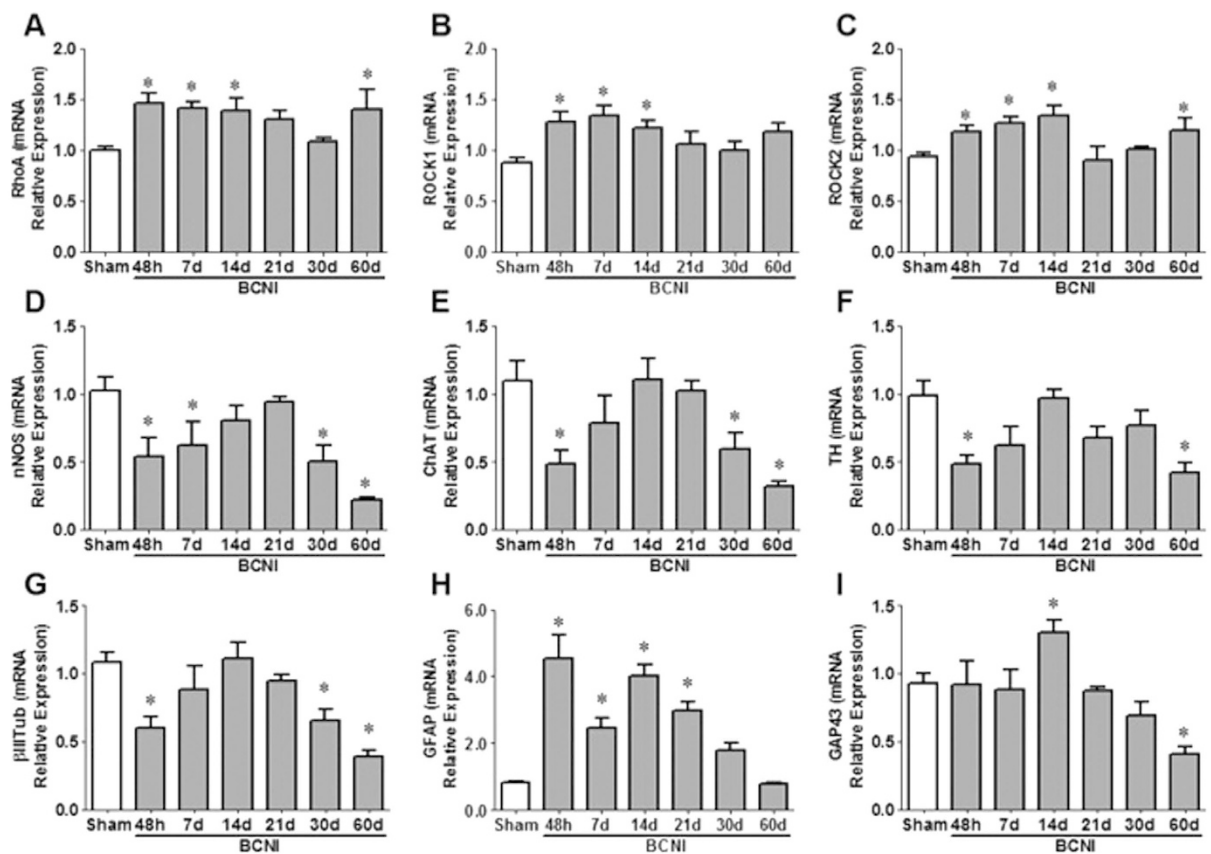 A
RhoA (mRNA
Relative Expression)
2.0
1.5
1.0
0.5
0.0
* * * *
Sham 48h 7d 14d 21d 30d 60d
BCNI
B
ROCK1 (mRNA
Relative Expression)
2.0
1.5
1.0
0.5
0.0
* * *
Sham 48h 7d 14d 21d 30d 60d
BCNI
C
ROCK2 (mRNA
Relative Expression)
2.0
1.5
1.0
0.5
0.0
* * * *
Sham 48h 7d 14d 21d 30d 60d
BCNI
D
nNOS (mRNA
Relative Expression)
1.5
1.0
0.5
0.0
* * * *
Sham 48h 7d 14d 21d 30d 60d
BCNI
E
ChAT (mRNA
Relative Expression)
1.5
1.0
0.5
0.0
* * *
Sham 48h 7d 14d 21d 30d 60d
BCNI
F
TH (mRNA
Relative Expression)
1.5
1.0
0.5
0.0
* *
Sham 48h 7d 14d 21d 30d 60d
BCNI
G
βIIITub (mRNA
Relative Expression)
1.5
1.0
0.5
0.0
* * *
Sham 48h 7d 14d 21d 30d 60d
BCNI
H
GFAP (mRNA
Relative Expression)
6.0
4.0
2.0
0.0
* * * *
Sham 48h 7d 14d 21d 30d 60d
BCNI
I
GAP43 (mRNA
Relative Expression)
1.5
1.0
0.5
0.0
* *
Sham 48h 7d 14d 21d 30d 60d
BCNI